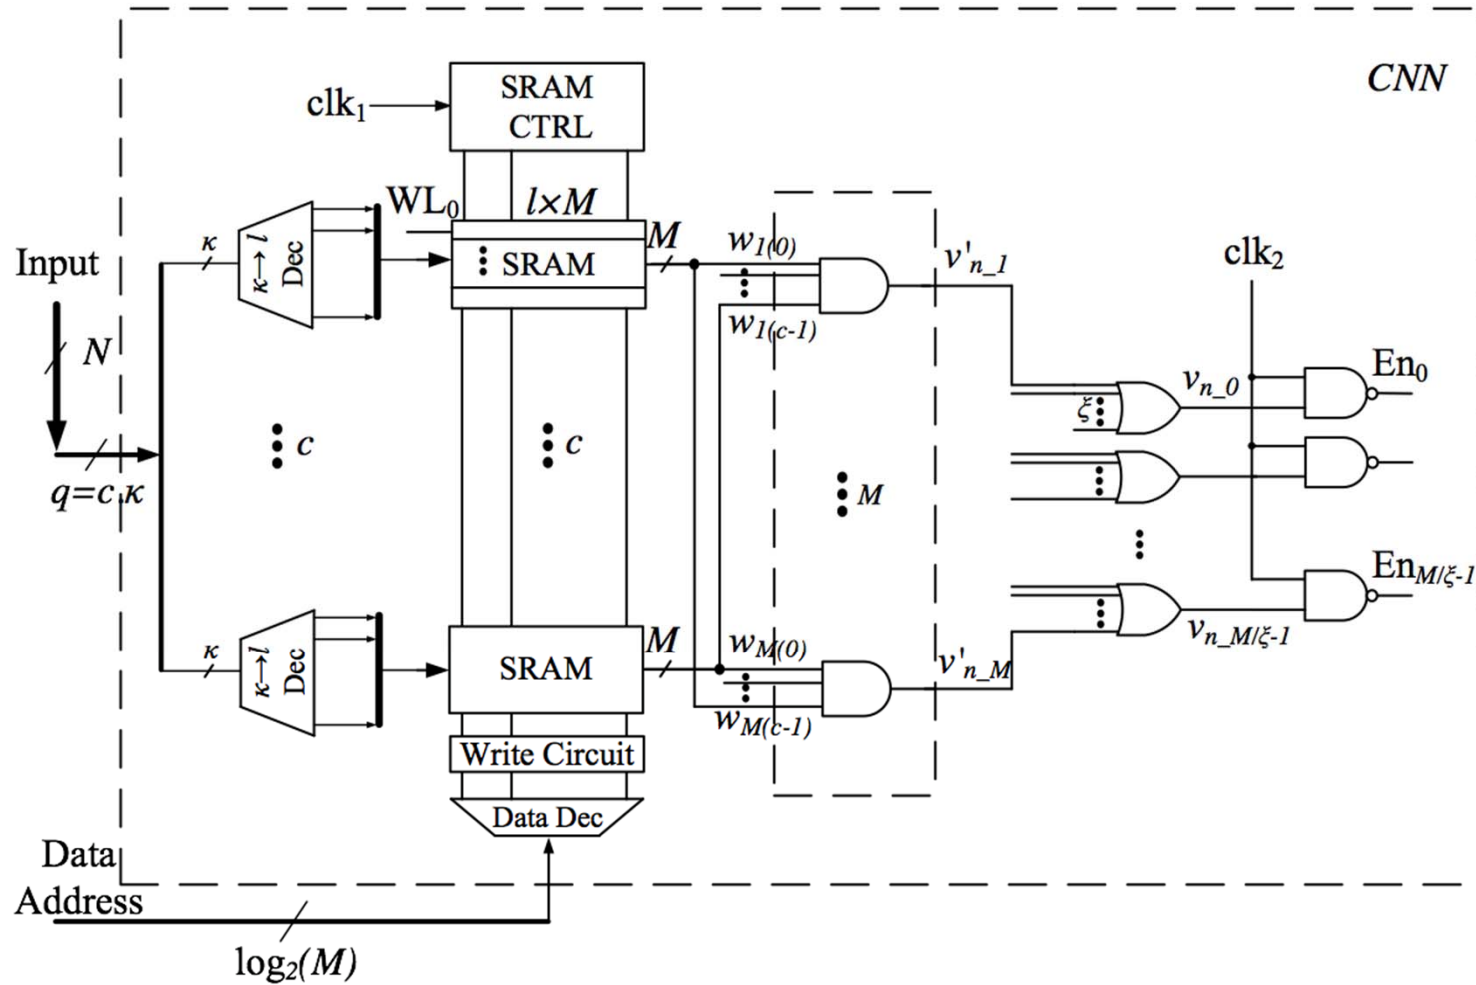 CNN
clk1
SRAM
CTRL
WL0
l×M
κ
κ→l
Dec
SRAM
M
w1(0)
w1(c-1)
v'n_1
clk2
Input
N
q=c.κ
c
c
M
ξ
vn_0
En0
vn_M/ξ-1
EnM/ξ-1
κ
κ→l
Dec
SRAM
M
wM(0)
wM(c-1)
v'n_M
Write Circuit
Data Dec
Data
Address
log2(M)